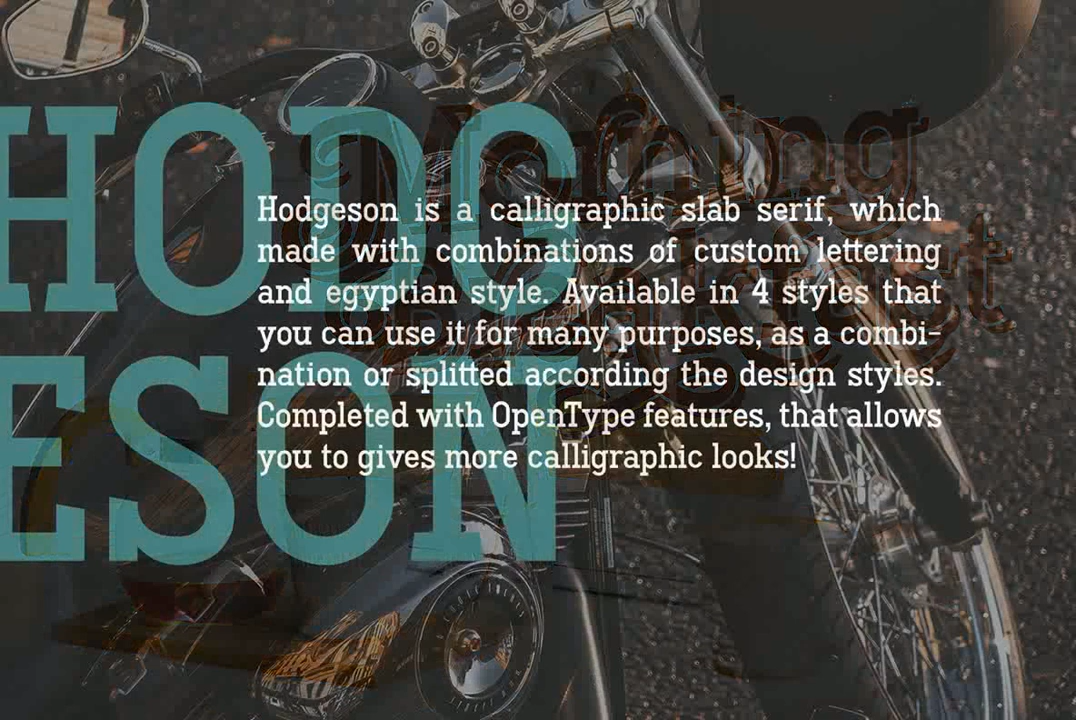 HODG
ESON
Hodgeson is a calligraphic slab serif, which
made with combinations of custom lettering
and egyptian style. Available in 4 styles that
you can use it for many purposes, as a combi-
nation or splitted according the design styles.
Completed with OpenType features, that allows
you to gives more calligraphic looks!
Morning